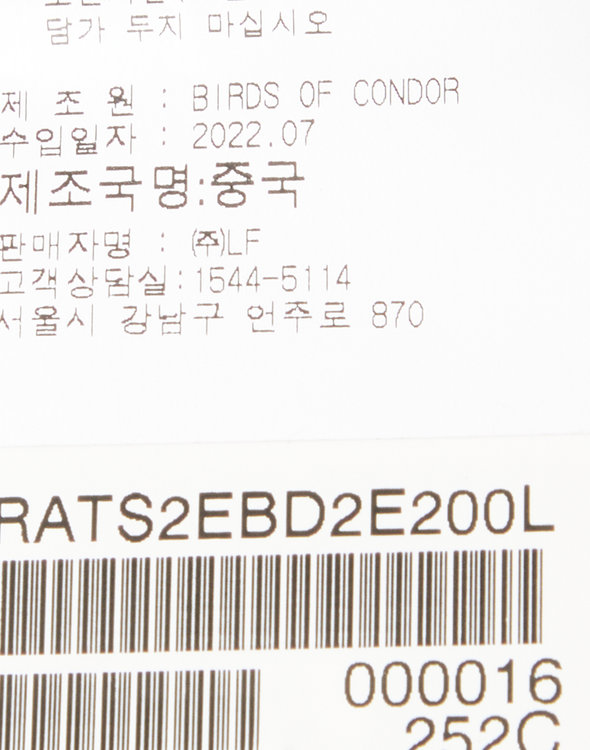 담가 두지 마십시오
제 조 원 : BIRDS OF CONDOR
수입일자 : 2022.07
제조국명:중국
판매자명 : ㈜LF
고객상담실:1544-5114
서울시 강남구 언주로 870
RATS2EBD2E200L
000016
252C